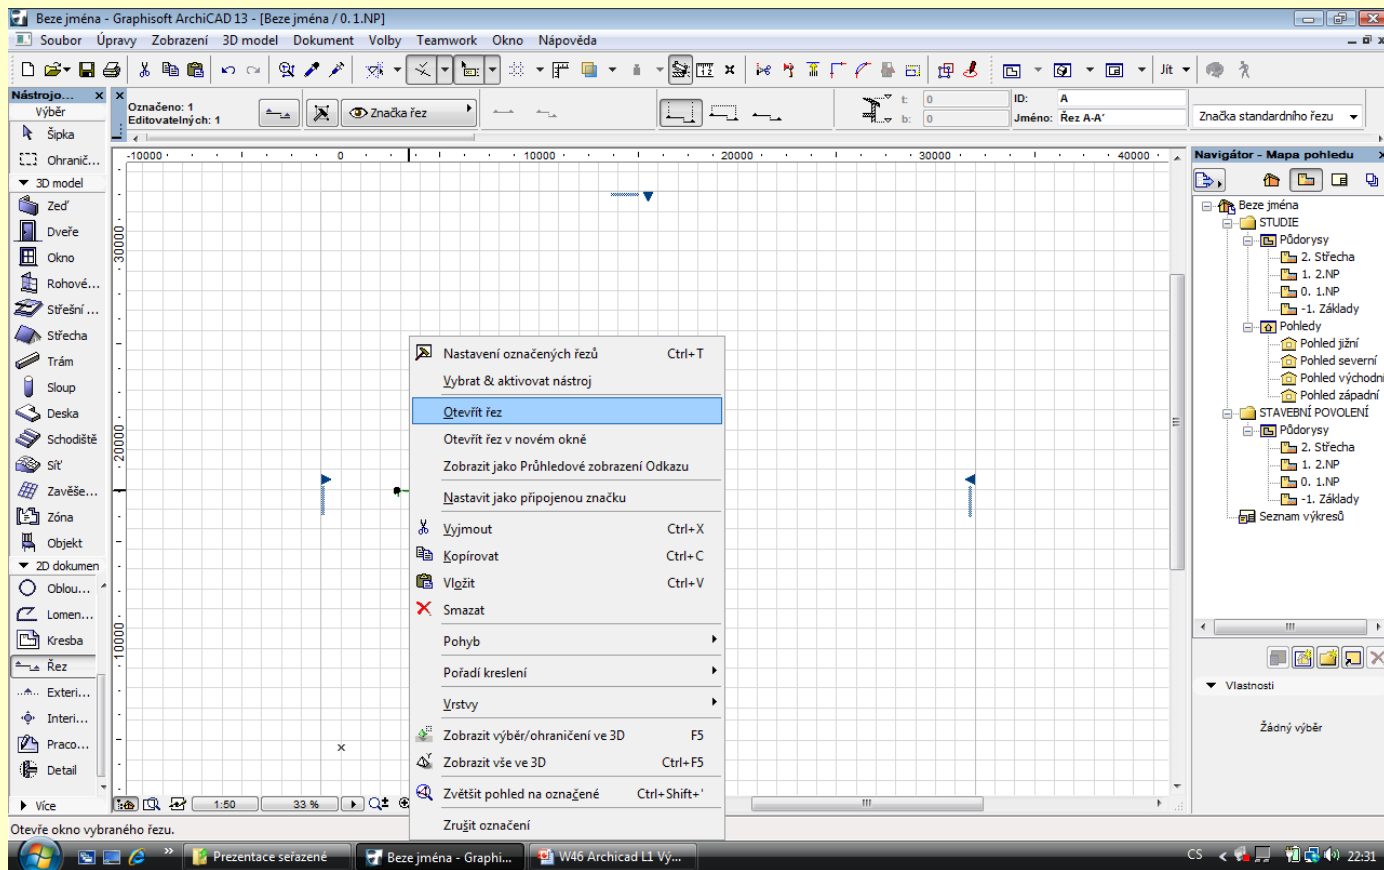 Beze jména - Graphisoft ArchiCAD 13 - [Beze jména / 0. 1.NP]
Soubor Úpravy Zobrazení 3D model Dokument Volby Teamwork Okno Nápověda
Jít
Nástrojo...
Výběr
Šipka
Ohranič...
3D model
Zeď
Dveře
Okno
Rohové...
Střešní ...
Střecha
Trám
Sloup
Deska
Schodiště
Síť
Zavěše...
Zóna
Objekt
2D dokumen
Oblou...
Lomen...
Kresba
Řez
Exteri...
Interi...
Praco...
Detail
Více
Označeno: 1
Editovatelných: 1
Značka řez
t: 0
b: 0
ID: A
Jméno: Řez A-A'
Značka standardního řezu
-10000 0 10000 20000 30000 40000
30000
20000
10000
Nastavení označených řezů Ctrl+T
Vybrat & aktivovat nástroj
Otevřít řez
Otevřít řez v novém okně
Zobrazit jako Průhledové zobrazení Odkazu
Nastavit jako připojenou značku
Vyjmout Ctrl+X
Kopírovat Ctrl+C
Vložit Ctrl+V
Smazat
Pohyb
Pořadí kreslení
Vrstvy
Zobrazit výběr/ohraničení ve 3D F5
Zobrazit vše ve 3D Ctrl+F5
Zvětšit pohled na označené Ctrl+Shift+'
Zrušit označení
1:50 33 %
Navigátor - Mapa pohledu
Beze jména
STUDIE
Půdorysy
2. Střecha
1. 2.NP
0. 1.NP
-1. Základy
Pohledy
Pohled jižní
Pohled severní
Pohled východní
Pohled západní
STAVEBNÍ POVOLENÍ
Půdorysy
2. Střecha
1. 2.NP
0. 1.NP
-1. Základy
Seznam výkresů
Vlastnosti
Žádný výběr
Otevře okno vybraného řezu.
Prezentace seřazené
Beze jména - Graphi...
W46 Archicad L1 Vý...
CS
22:31